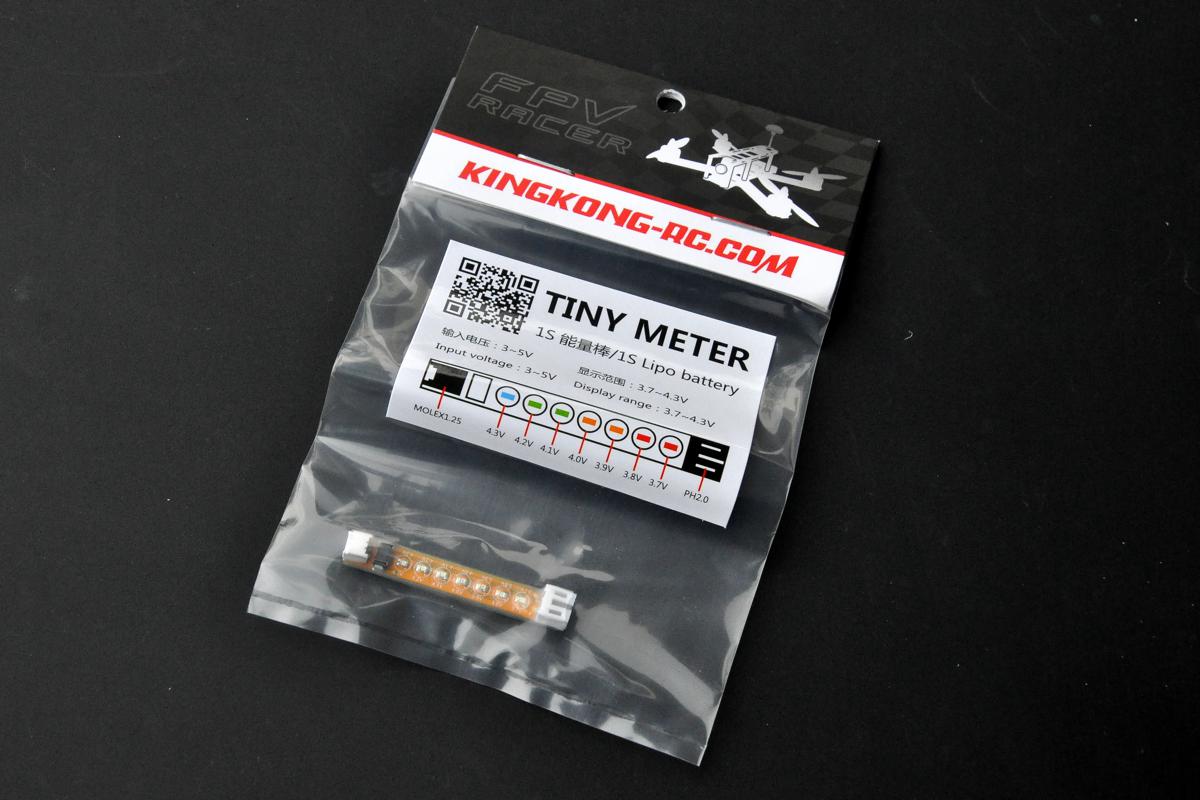 FPV
RACER
KINGKONG-RC.COM
TINY METER
1S 能量棒/1S Lipo battery
输入电压：3~5V
显示范围：3.7~4.3V
Input voltage：3~5V
Display range：3.7~4.3V
MOLEX1.25
4.3V
4.2V
4.1V
4.0V
3.9V
3.8V
3.7V
PH2.0